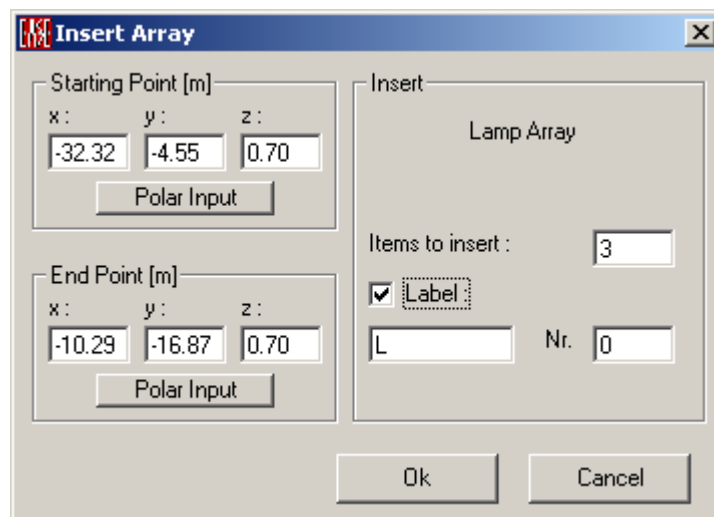 EASE
Insert Array
Starting Point [m]
x : y : z :
-32.32 -4.55 0.70
Polar Input
End Point [m]
x : y : z :
-10.29 -16.87 0.70
Polar Input
Insert
Lamp Array
Items to insert : 3
Label :
L Nr. 0
Ok Cancel